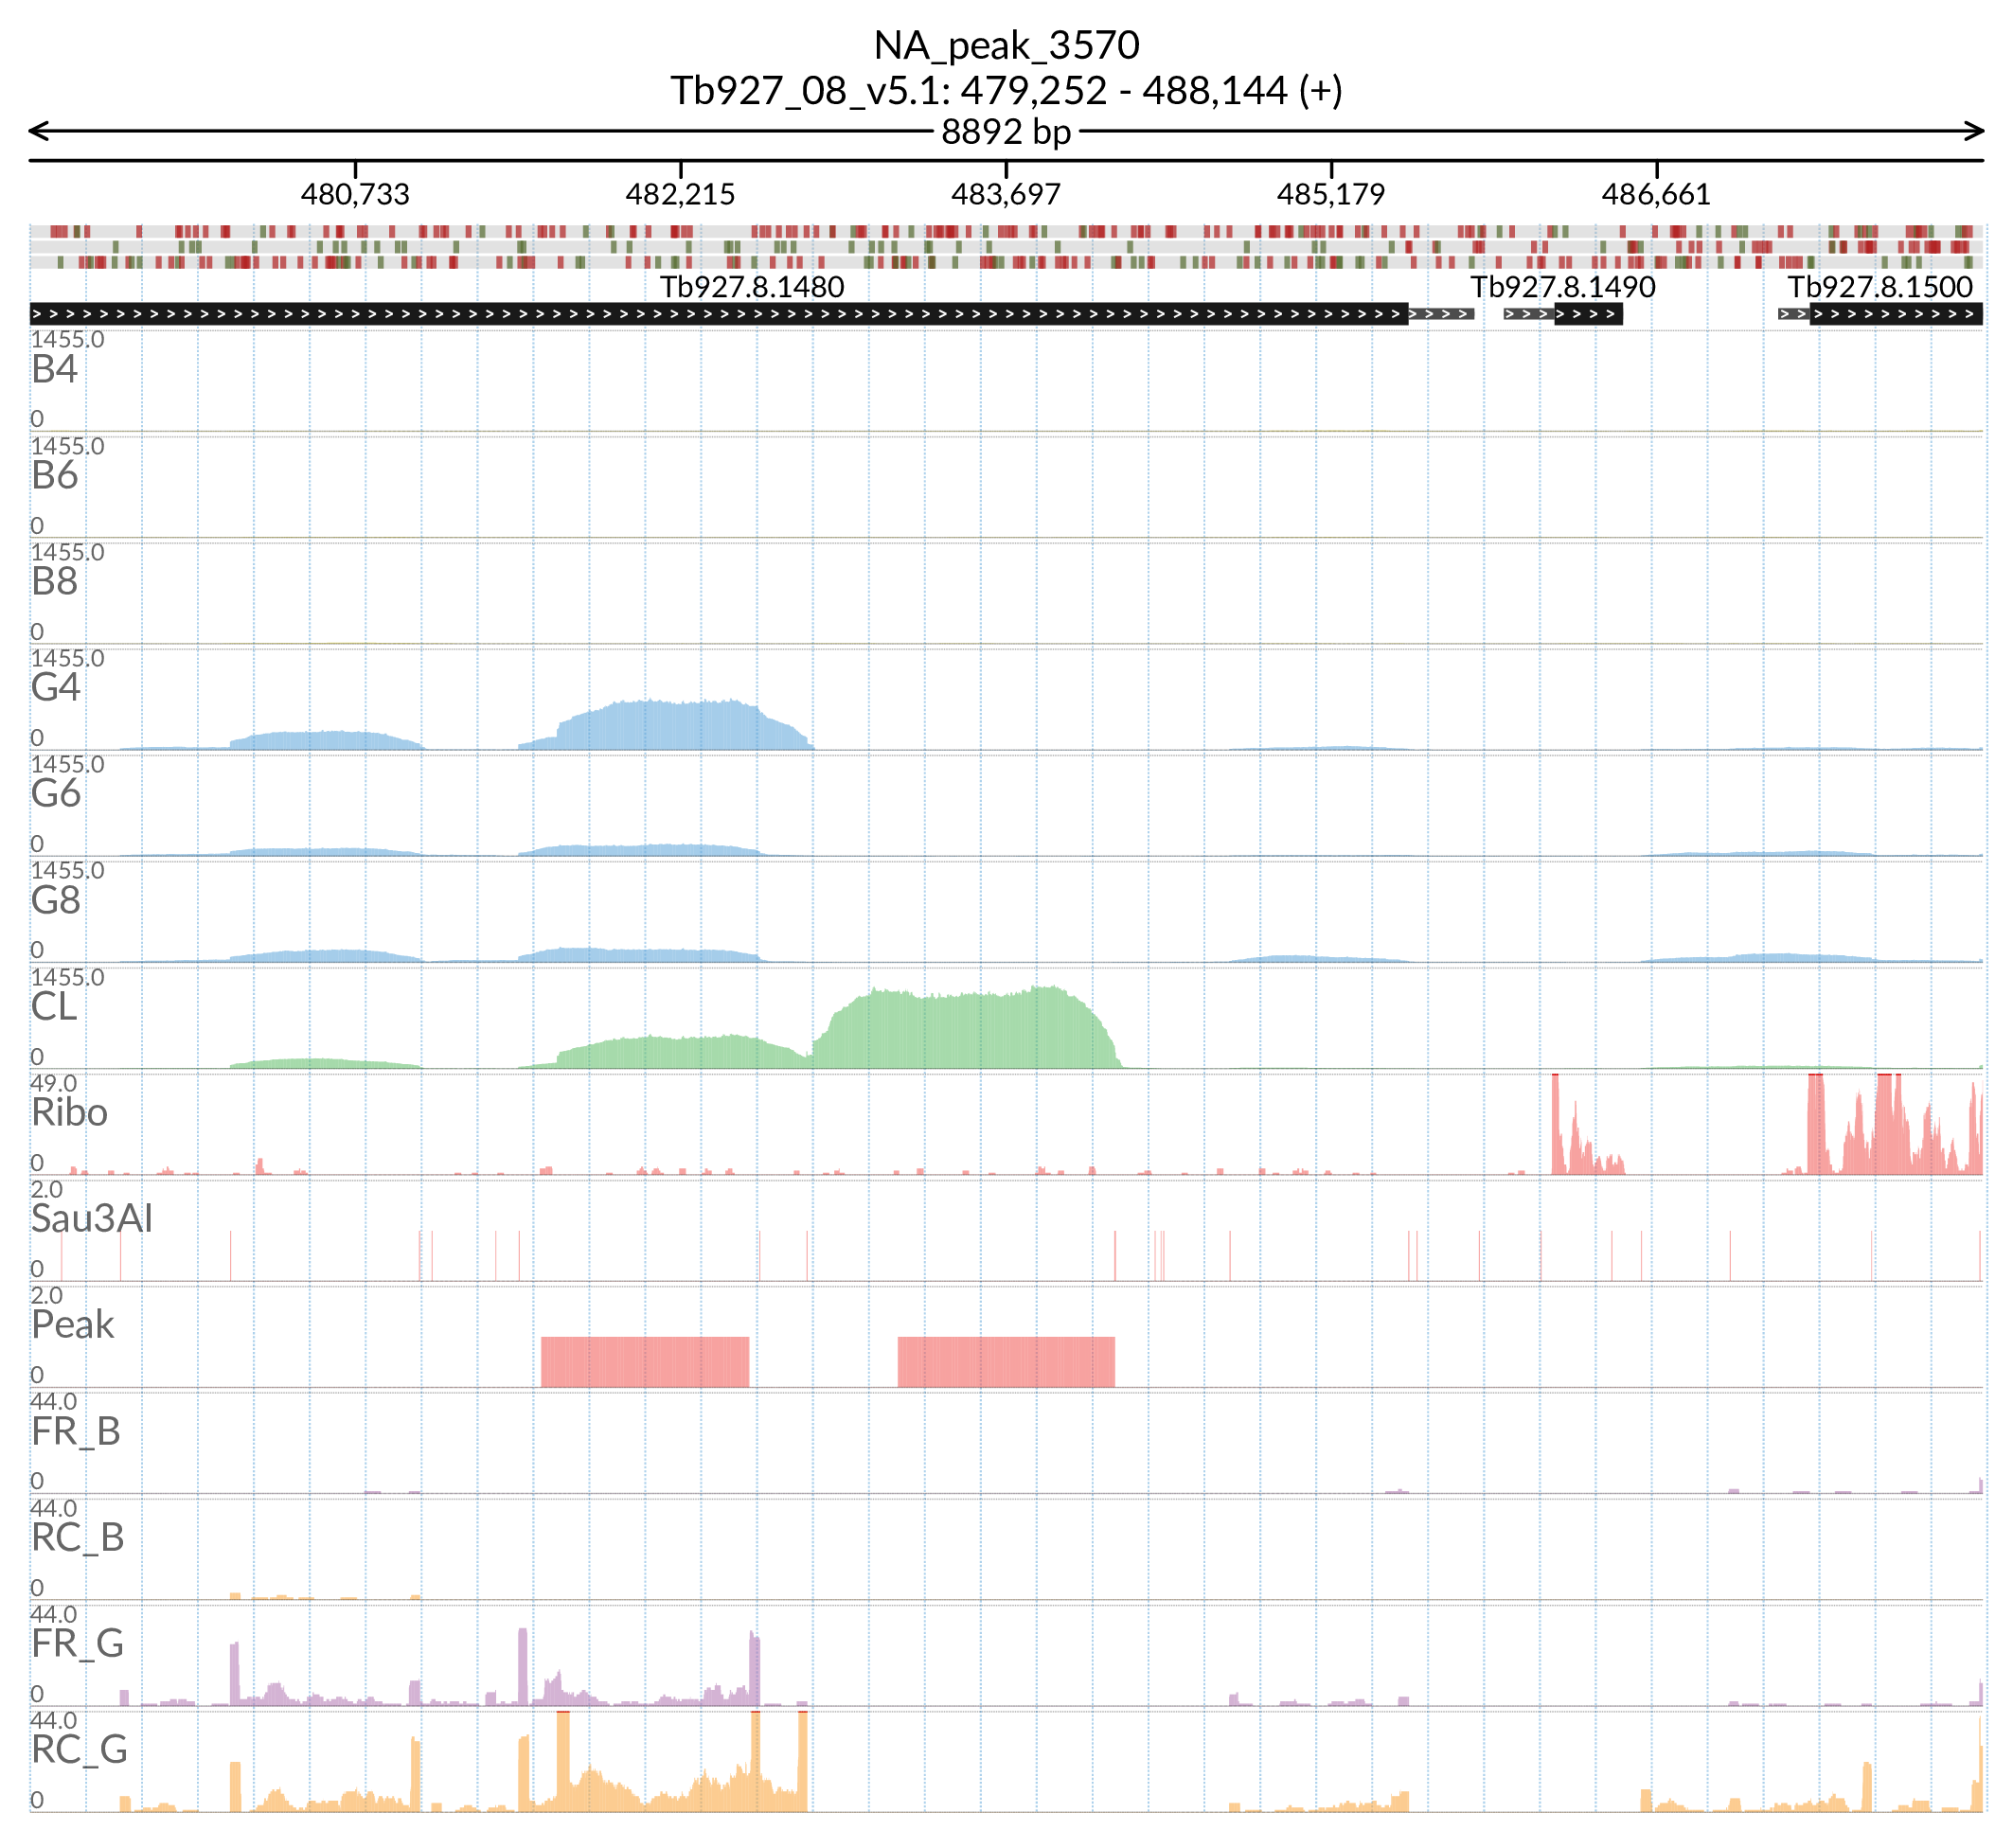 NA_peak_3570
Tb927_08_v5.1: 479,252 - 488,144 (+)
8892 bp
480,733 482,215 483,697 485,179 486,661
Tb927.8.1480 Tb927.8.1490 Tb927.8.1500
1455.0
B4
0
1455.0
B6
0
1455.0
B8
0
1455.0
G4
0
1455.0
G6
0
1455.0
G8
0
1455.0
CL
0
49.0
Ribo
0
2.0
Sau3AI
0
2.0
Peak
0
44.0
FR_B
0
44.0
RC_B
0
44.0
FR_G
0
44.0
RC_G
0